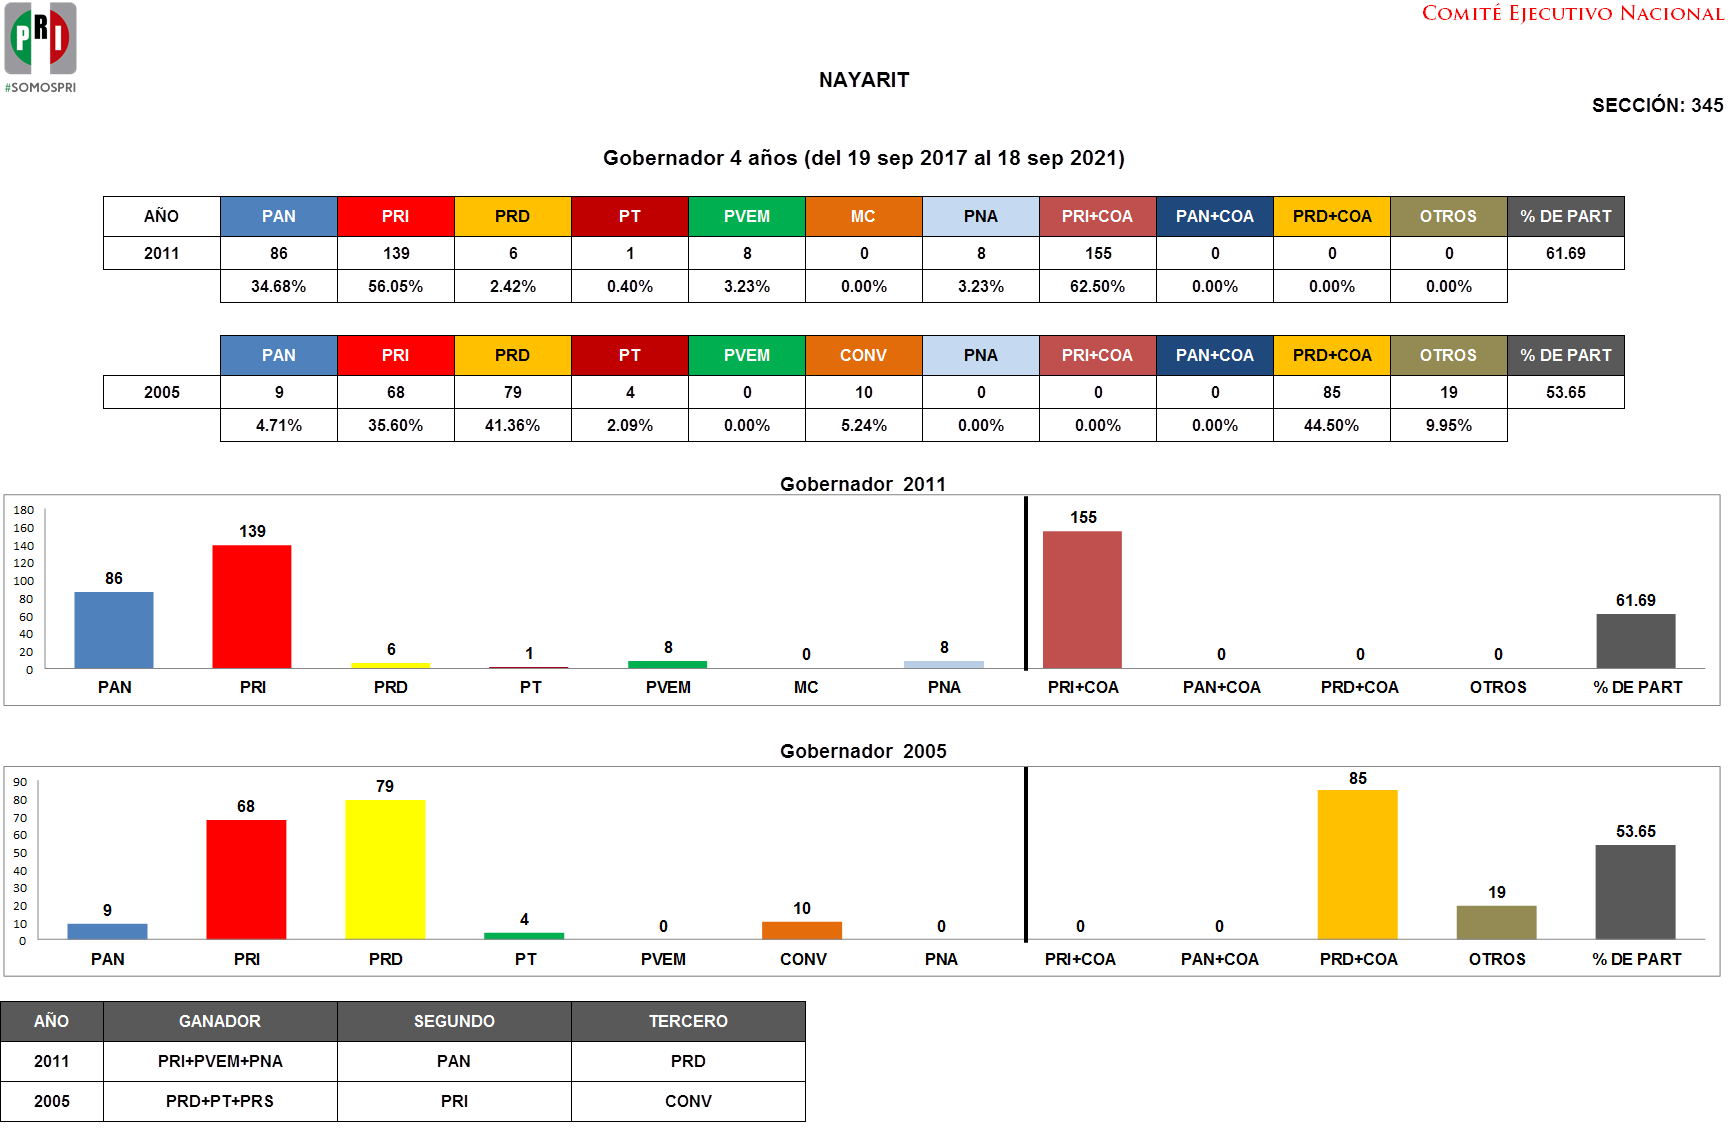 PRI
#SOMOSPRI
COMITÉ EJECUTIVO NACIONAL
NAYARIT
SECCIÓN: 345
Gobernador 4 años (del 19 sep 2017 al 18 sep 2021)
AÑO PAN PRI PRD PT PVEM MC PNA PRI+COA PAN+COA PRD+COA OTROS % DE PART
2011 86 139 6 1 8 0 8 155 0 0 0 61.69
34.68% 56.05% 2.42% 0.40% 3.23% 0.00% 3.23% 62.50% 0.00% 0.00% 0.00%
PAN PRI PRD PT PVEM CONV PNA PRI+COA PAN+COA PRD+COA OTROS % DE PART
2005 9 68 79 4 0 10 0 0 0 85 19 53.65
4.71% 35.60% 41.36% 2.09% 0.00% 5.24% 0.00% 0.00% 0.00% 44.50% 9.95%
Gobernador 2011
180
160
140
120
100
80
60
40
20
0
86 139 6 1 8 0 8 155 0 0 0 61.69
PAN PRI PRD PT PVEM MC PNA PRI+COA PAN+COA PRD+COA OTROS % DE PART
Gobernador 2005
90
80
70
60
50
40
30
20
10
0
9 68 79 4 0 10 0 0 0 85 19 53.65
PAN PRI PRD PT PVEM CONV PNA PRI+COA PAN+COA PRD+COA OTROS % DE PART
AÑO GANADOR SEGUNDO TERCERO
2011 PRI+PVEM+PNA PAN PRD
2005 PRD+PT+PRS PRI CONV